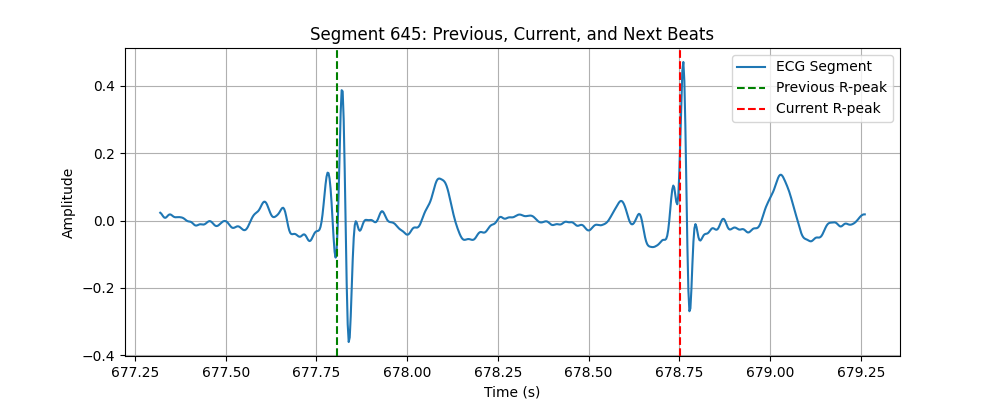 Segment 645: Previous, Current, and Next Beats
ECG Segment
Previous R-peak
Current R-peak
Amplitude
0.4
0.2
0.0
−0.2
−0.4
677.25 677.50 677.75 678.00 678.25 678.50 678.75 679.00 679.25
Time (s)